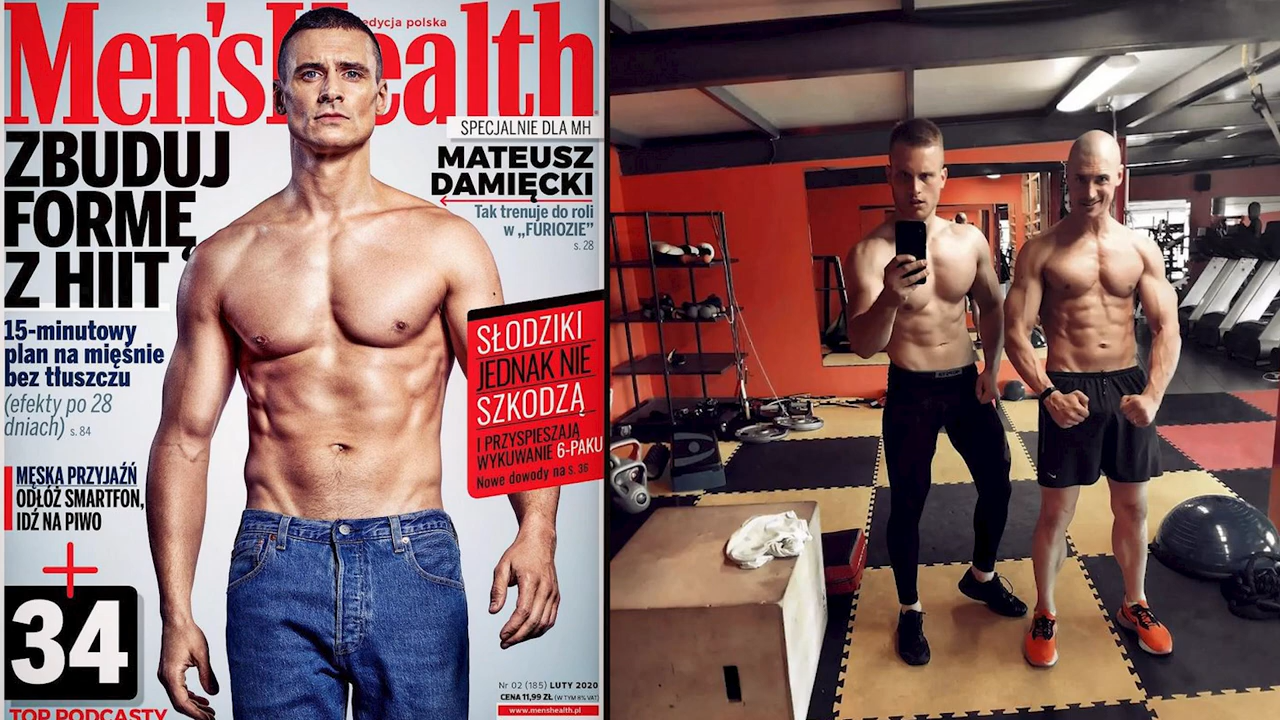 Men'sHealth
edycja polska
SPECJALNIE DLA MH
MATEUSZ
DAMIĘCKI
Tak trenuje do roli
w „FURIOZIE”
s. 28
ZBUDUJ
FORMĘ
Z HIIT
15-minutowy
plan na mięśnie
bez tłuszczu
(efekty po 28
dniach) s. 84
SŁODZIKI
JEDNAK NIE
SZKODZĄ
I PRZYSPIESZAJĄ
WYKUWANIE 6-PAKU
Nowe dowody na s. 36
MĘSKA PRZYJAŹŃ
ODŁÓŻ SMARTFON,
IDŹ NA PIWO
+
34
TOP PODCASTY
Nr 02 (185) LUTY 2020
CENA 11,99 ZŁ (W TYM 8% VAT)
www.menshealth.pl